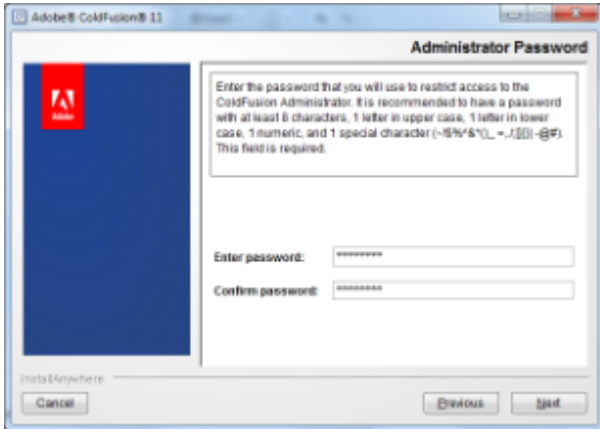 Adobe® ColdFusion® 11
Administrator Password
Adobe
Enter the password that you will use to restrict access to the
ColdFusion Administrator. It is recommended to have a password
with at least 8 characters, 1 letter in upper case, 1 letter in lower
case, 1 numeric, and 1 special character
This field is required.
Enter password: ********
Confirm password: ********
InstallAnywhere
Cancel
Previous
Next